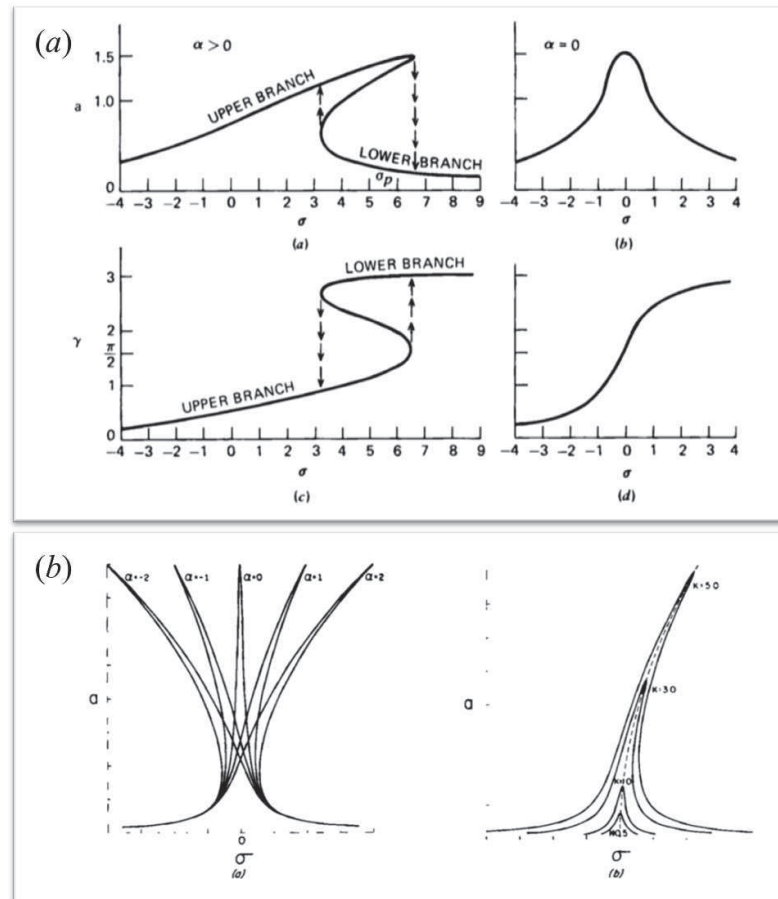 (a)
α > 0
a
1.5
1.0
0
UPPER BRANCH
LOWER BRANCH
σp
-4 -3 -2 -1 0 1 2 3 4 5 6 7 8 9
σ
(a)
α = 0
-4 -3 -2 -1 0 1 2 3 4
σ
(b)
γ
3
2
π/2
1
0
LOWER BRANCH
UPPER BRANCH
-4 -3 -2 -1 0 1 2 3 4 5 6 7 8 9
σ
(c)
-4 -3 -2 -1 0 1 2 3 4
σ
(d)
(b)
α=-2 α=-1 α=0 α=1 α=2
a
0
σ
(a)
K=5.0
K=3.0
K=1.0
a
σ
(b)